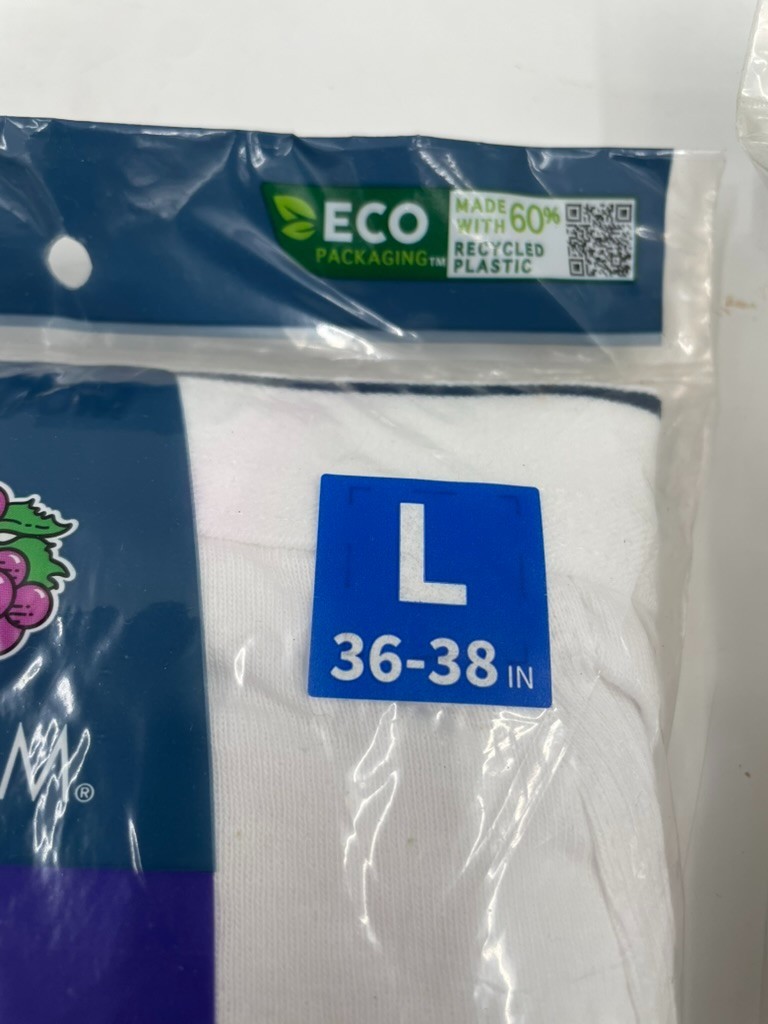 ECO
PACKAGING™
MADE
WITH 60%
RECYCLED
PLASTIC
L
36-38 IN
M®